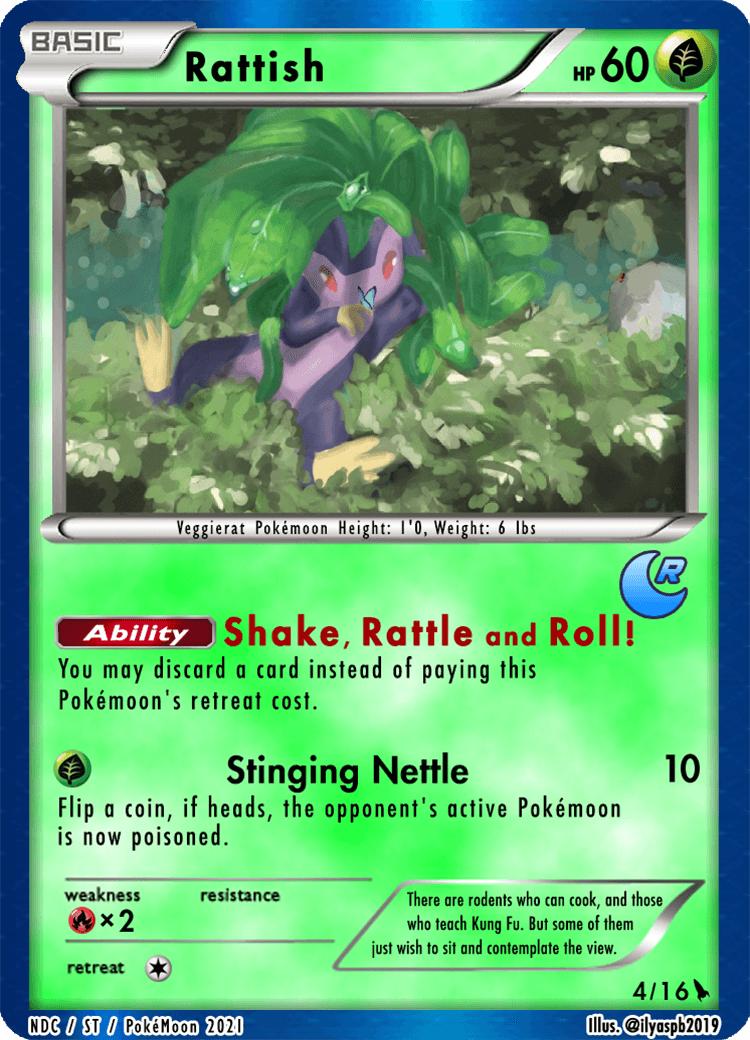 BASIC
Rattish
HP 60
Veggierat Pokémoon Height: 1'0, Weight: 6 lbs
R
Ability Shake, Rattle and Roll!
You may discard a card instead of paying this
Pokémoon's retreat cost.
Stinging Nettle 10
Flip a coin, if heads, the opponent's active Pokémoon
is now poisoned.
weakness resistance
×2
retreat
There are rodents who can cook, and those
who teach Kung Fu. But some of them
just wish to sit and contemplate the view.
4/16
NDC / ST / PokéMoon 2021
Illus. @ilyaspb2019